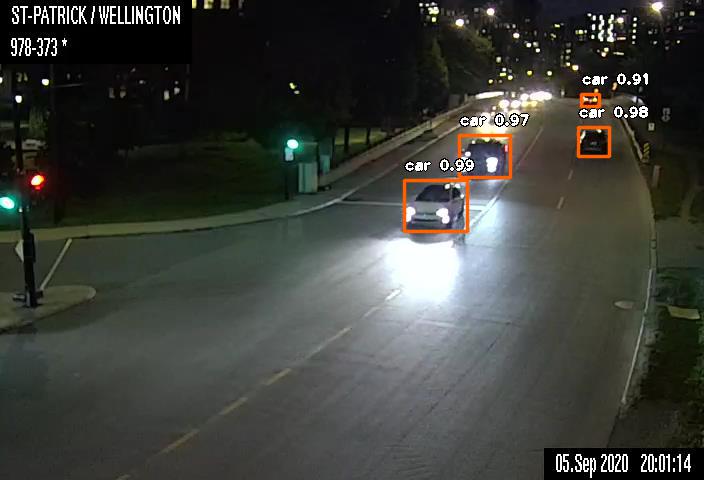 ST-PATRICK / WELLINGTON
978-373 *
car 0.91
car 0.98
car 0.97
car 0.99
05.Sep 2020 20:01:14